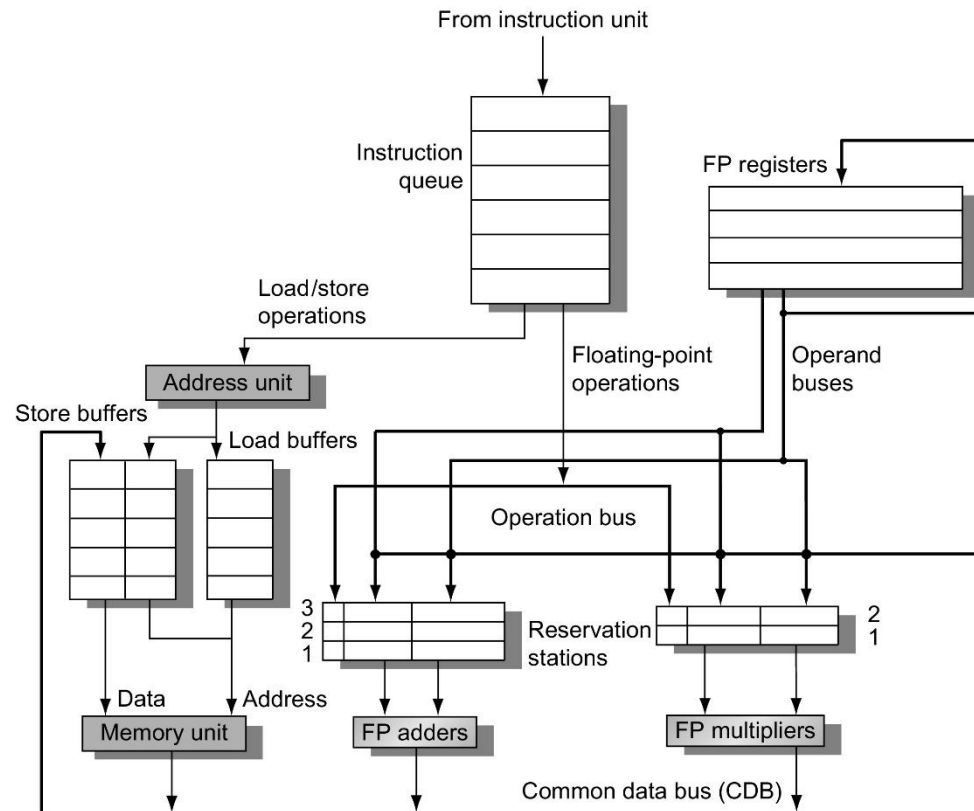 From instruction unit
Instruction
queue
FP registers
Load/store
operations
Floating-point
operations
Operand
buses
Address unit
Store buffers
Load buffers
Operation bus
3
2
1
Reservation
stations
2
1
Data
Address
Memory unit
FP adders
FP multipliers
Common data bus (CDB)